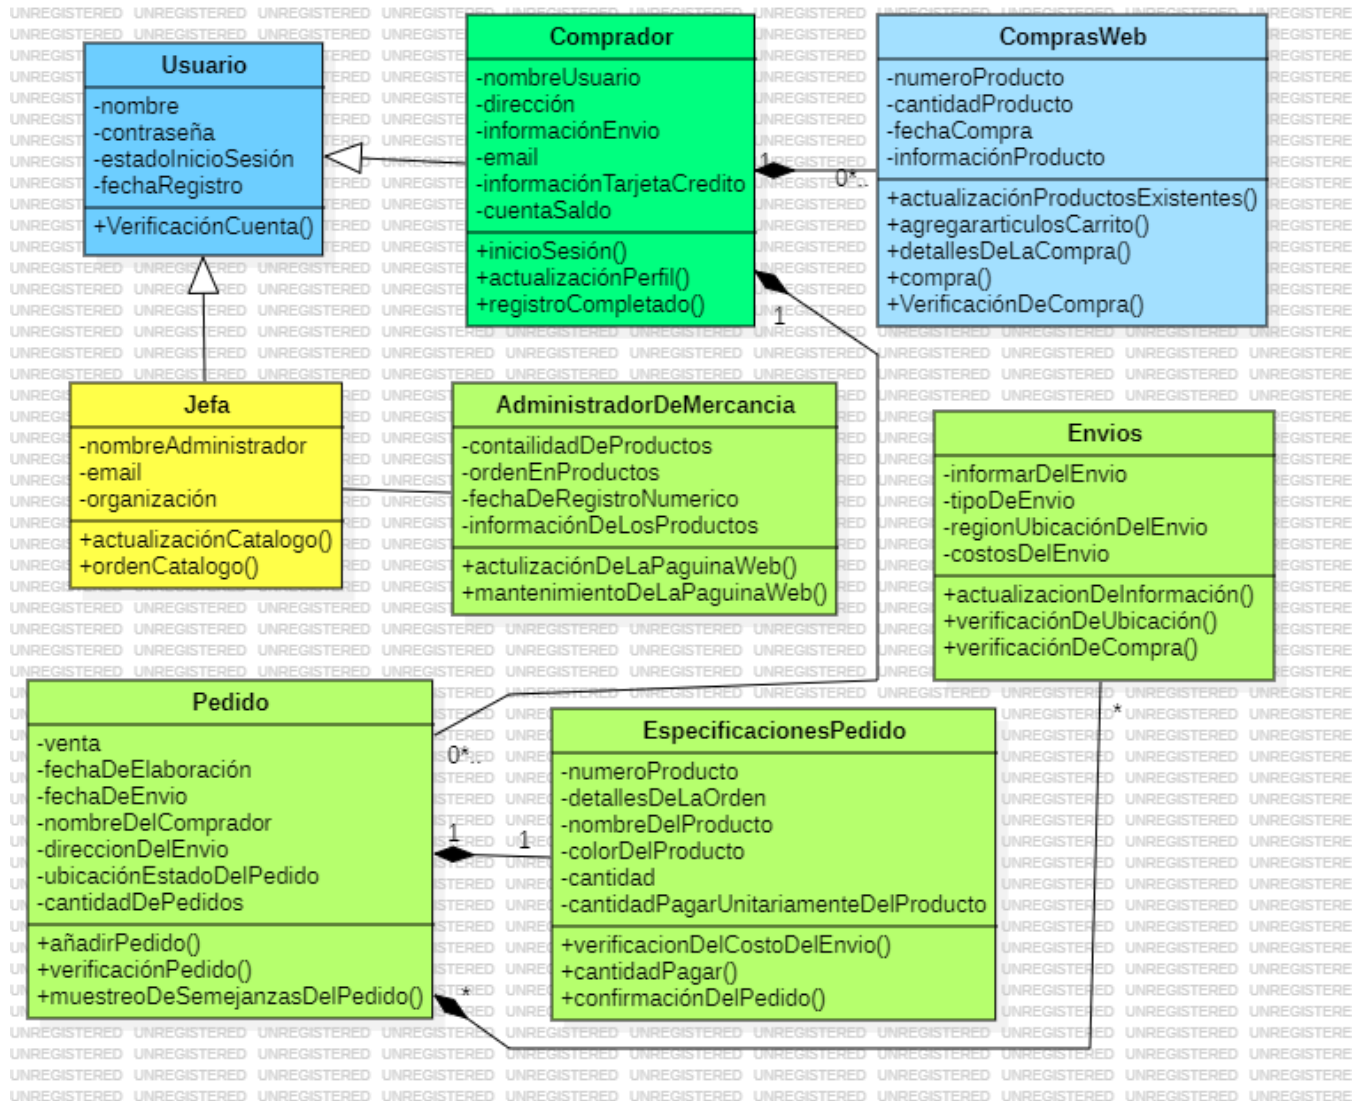 Usuario
-nombre
-contraseña
-estadoInicioSesión
-fechaRegistro
+VerificaciónCuenta()
Comprador
-nombreUsuario
-dirección
-informaciónEnvio
-email
-informaciónTarjetaCredito
-cuentaSaldo
+inicioSesión()
+actualizaciónPerfil()
+registroCompletado()
1
0*..
1
ComprasWeb
-numeroProducto
-cantidadProducto
-fechaCompra
-informaciónProducto
+actualizaciónProductosExistentes()
+agregararticulosCarrito()
+detallesDeLaCompra()
+compra()
+VerificaciónDeCompra()
Jefa
-nombreAdministrador
-email
-organización
+actualizaciónCatalogo()
+ordenCatalogo()
AdministradorDeMercancia
-contailidadDeProductos
-ordenEnProductos
-fechaDeRegistroNumerico
-informaciónDeLosProductos
+actulizaciónDeLaPaguinaWeb()
+mantenimientoDeLaPaguinaWeb()
Envios
-informarDelEnvio
-tipoDeEnvio
-regionUbicaciónDelEnvio
-costosDelEnvio
+actualizacionDeInformación()
+verificaciónDeUbicación()
+verificaciónDeCompra()
*
Pedido
-venta
-fechaDeElaboración
-fechaDeEnvio
-nombreDelComprador
-direccionDelEnvio
-ubicaciónEstadoDelPedido
-cantidadDePedidos
+añadirPedido()
+verificaciónPedido()
+muestreoDeSemejanzasDelPedido()
0*..
1
1
*
EspecificacionesPedido
-numeroProducto
-detallesDeLaOrden
-nombreDelProducto
-colorDelProducto
-cantidad
-cantidadPagarUnitariamenteDelProducto
+verificacionDelCostoDelEnvio()
+cantidadPagar()
+confirmaciónDelPedido()
UNREGISTERED